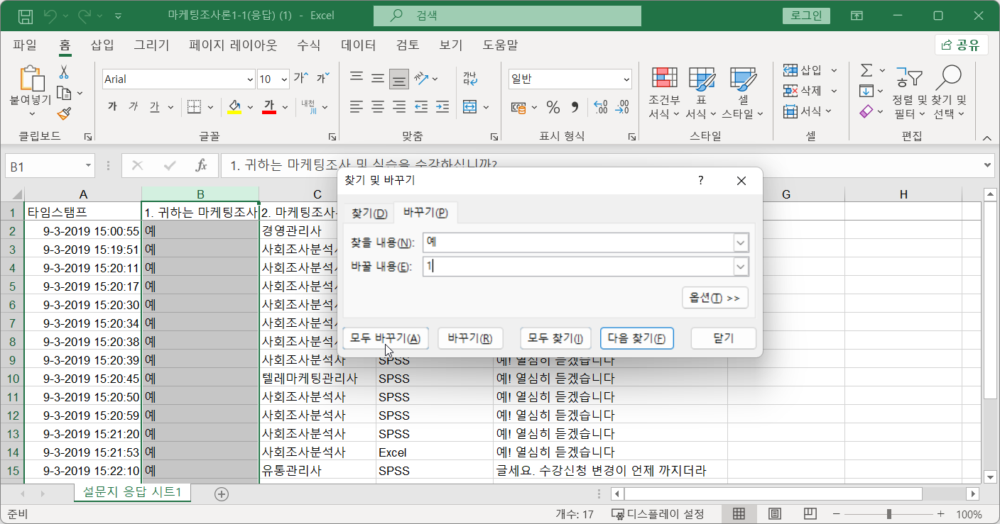 마케팅조사론1-1(응답) (1) - Excel
검색
로그인
파일 홈 삽입 그리기 페이지 레이아웃 수식 데이터 검토 보기 도움말 공유
붙여넣기
클립보드
Arial 10 가^ 가ˇ
가 가 가 가 내천 川
글꼴
가나 다
맞춤
일반
% 9 .00 .00
표시 형식
조건부 서식
표 서식
셀 스타일
스타일
삽입
삭제
서식
셀
정렬 및 필터
찾기 및 선택
편집
B1 fx 1. 귀하는 마케팅조사 및 실습을 수강하십니까?
찾기 및 바꾸기 ?
찾기(D) 바꾸기(P)
찾을 내용(N): 예
바꿀 내용(E): 1
옵션(T) >>
모두 바꾸기(A) 바꾸기(R) 모두 찾기(I) 다음 찾기(F) 닫기
A B C G H
1 타임스탬프 1. 귀하는 마케팅조사 2. 마케팅조사
2 9-3-2019 15:00:55 예 경영관리사
3 9-3-2019 15:19:51 예 사회조사분석사
4 9-3-2019 15:20:11 예 사회조사분석사
5 9-3-2019 15:20:17 예 사회조사분석사
6 9-3-2019 15:20:30 예 사회조사분석사
7 9-3-2019 15:20:34 예 사회조사분석사
8 9-3-2019 15:20:38 예 사회조사분석사
9 9-3-2019 15:20:39 예 사회조사분석사 SPSS 예! 열심히 듣겠습니다
10 9-3-2019 15:20:45 예 텔레마케팅관리사 SPSS 예! 열심히 듣겠습니다
11 9-3-2019 15:20:50 예 사회조사분석사 SPSS 예! 열심히 듣겠습니다
12 9-3-2019 15:20:59 예 사회조사분석사 SPSS 예! 열심히 듣겠습니다
13 9-3-2019 15:21:20 예 사회조사분석사 SPSS 예! 열심히 듣겠습니다
14 9-3-2019 15:21:53 예 사회조사분석사 Excel 예! 열심히 듣겠습니다
15 9-3-2019 15:22:10 예 유통관리사 SPSS 글세요. 수강신청 변경이 언제 까지더라
설문지 응답 시트1
준비 개수: 17 디스플레이 설정 100%